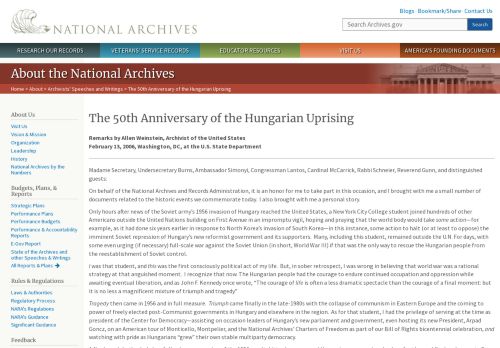 Blogs · Bookmark/Share · Contact Us
NATIONAL ARCHIVES
Search Archives.gov
Search
RESEARCH OUR RECORDS
VETERANS' SERVICE RECORDS
EDUCATOR RESOURCES
VISIT US
AMERICA'S FOUNDING DOCUMENTS
About the National Archives
Home > About > Archivists' Speeches and Writings > The 50th Anniversary of the Hungarian Uprising
About Us
Visit Us
Vision & Mission
Organization
Leadership
History
National Archives by the Numbers
Budgets, Plans, & Reports
Strategic Plans
Performance Plans
Performance Budgets
Performance & Accountability Reports
E-Gov Report
State of the Archives and other Speeches & Writings
All Reports & Plans
Rules & Regulations
Laws & Authorities
Regulatory Process
NARA's Regulations
NARA's Guidance
Significant Guidance
Feedback
The 50th Anniversary of the Hungarian Uprising
Remarks by Allen Weinstein, Archivist of the United States
February 13, 2006, Washington, DC, at the U.S. State Department
Madame Secretary, Undersecretary Burns, Ambassador Simonyi, Congressman Lantos, Cardinal McCarrick, Rabbi Schneier, Reverend Gunn, and distinguished
guests:
On behalf of the National Archives and Records Administration, it is an honor for me to take part in this occasion, and I brought with me a small number of
documents related to the historic events we commemorate today. I also brought with me a personal story.
Only hours after news of the Soviet army's 1956 invasion of Hungary reached the United States, a New York City College student joined hundreds of other
Americans outside the United Nations building on First Avenue in an impromptu vigil, hoping and praying that the world body would take some action—for
example, as it had done six years earlier in response to North Korea's invasion of South Korea—in this instance, some action to halt (or at least to oppose) the
imminent Soviet repression of Hungary's new reformist government and its supporters. Many, including this student, remained outside the U.N. for days, with
some even urging (if necessary) full-scale war against the Soviet Union (in short, World War III) if that was the only way to rescue the Hungarian people from
the reestablishment of Soviet control.
I was that student, and this was the first consciously political act of my life. But, in sober retrospect, I was wrong in believing that world war was a rational
strategy at that anguished moment. I recognize that now. The Hungarian people had the courage to endure continued occupation and oppression while
awaiting eventual liberation, and as John F. Kennedy once wrote, "The courage of life is often a less dramatic spectacle than the courage of a final moment: but
it is no less a magnificent mixture of triumph and tragedy."
Tragedy then came in 1956 and in full measure. Triumph came finally in the late-1980s with the collapse of communism in Eastern Europe and the coming to
power of freely elected post-Communist governments in Hungary and elsewhere in the region. As for that student, I had the privilege of serving at the time as
president of the Center for Democracy—assisting on occasion leaders of Hungary's new parliament and government, even hosting its new President, Arpad
Goncz, on an American tour of Monticello, Montpelier, and the National Archives' Charters of Freedom as part of our Bill of Rights bicentennial celebration, and
watching with pride as Hungarians "grew" their own stable multiparty democracy.